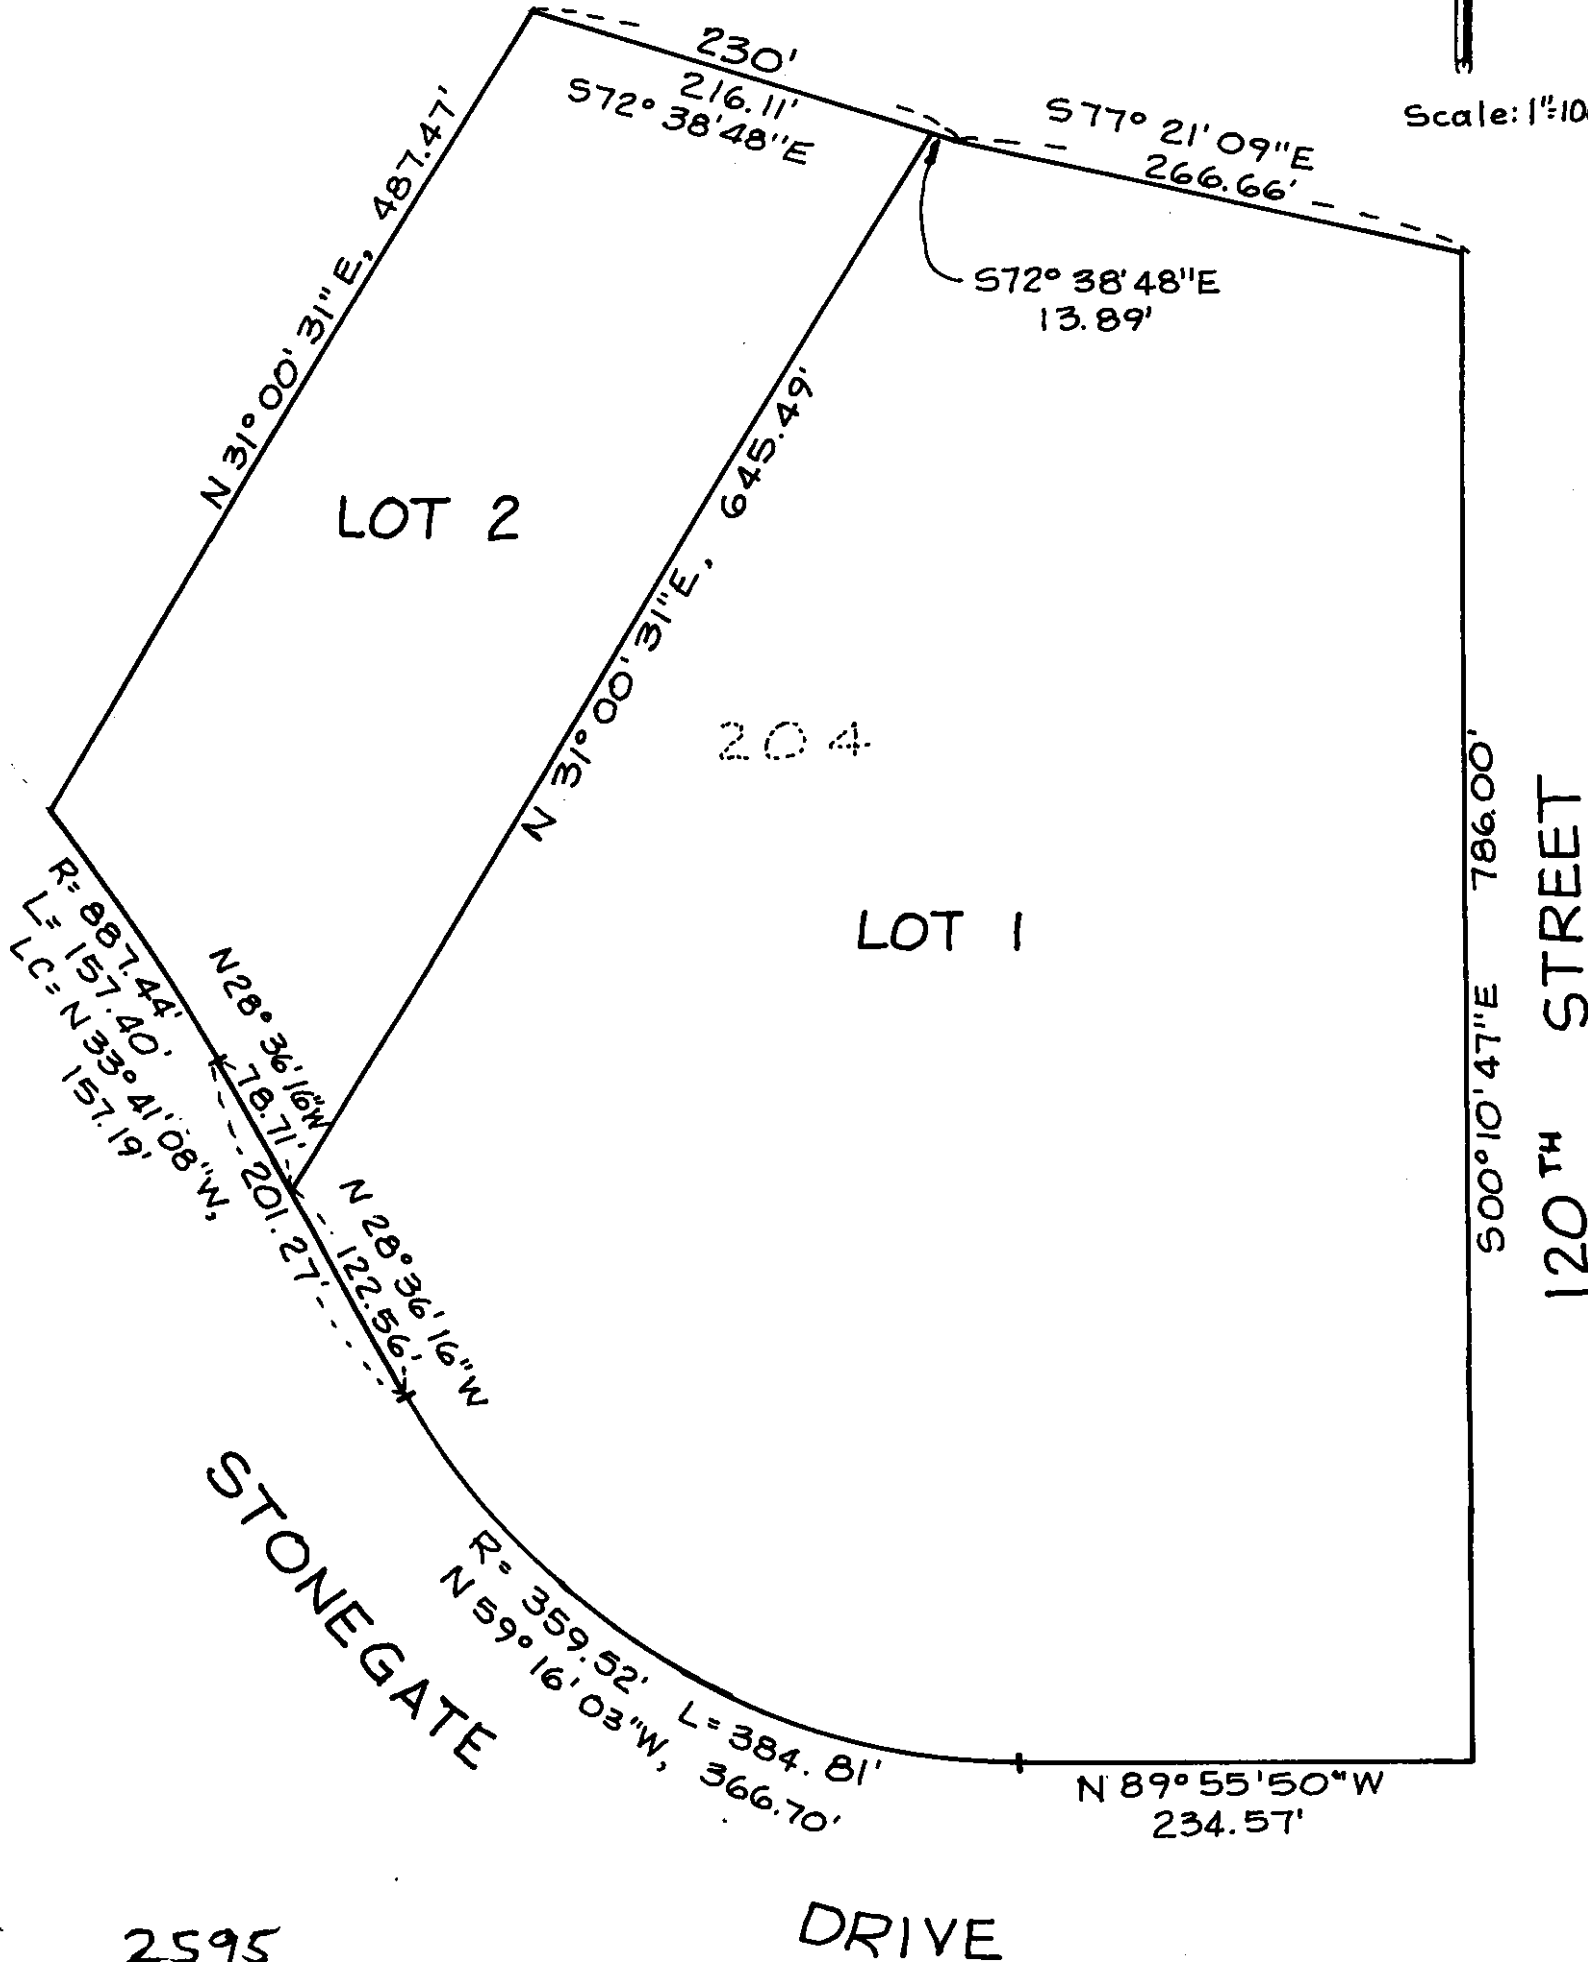 230'
216.11'
S72° 38'48"E
S77° 21'09"E
266.66'
S72° 38'48"E
13.89'
N 31° 00' 31" E, 487.47'
N 31° 00' 31"E, 645.49'
LOT 2
204
LOT 1
S00°10'47"E 786.00'
120TH STREET
R= 887.44'
L= 157.40'
LC= N 33° 41' 08"W,
157.19'
N28° 36'16"W
78.71'
201.27'
N 28° 36' 16"W
122.56'
R= 359.52' L= 384.81'
N 59° 16' 03"W, 366.70'
N 89° 55'50"W
234.57'
STONEGATE
DRIVE
2595